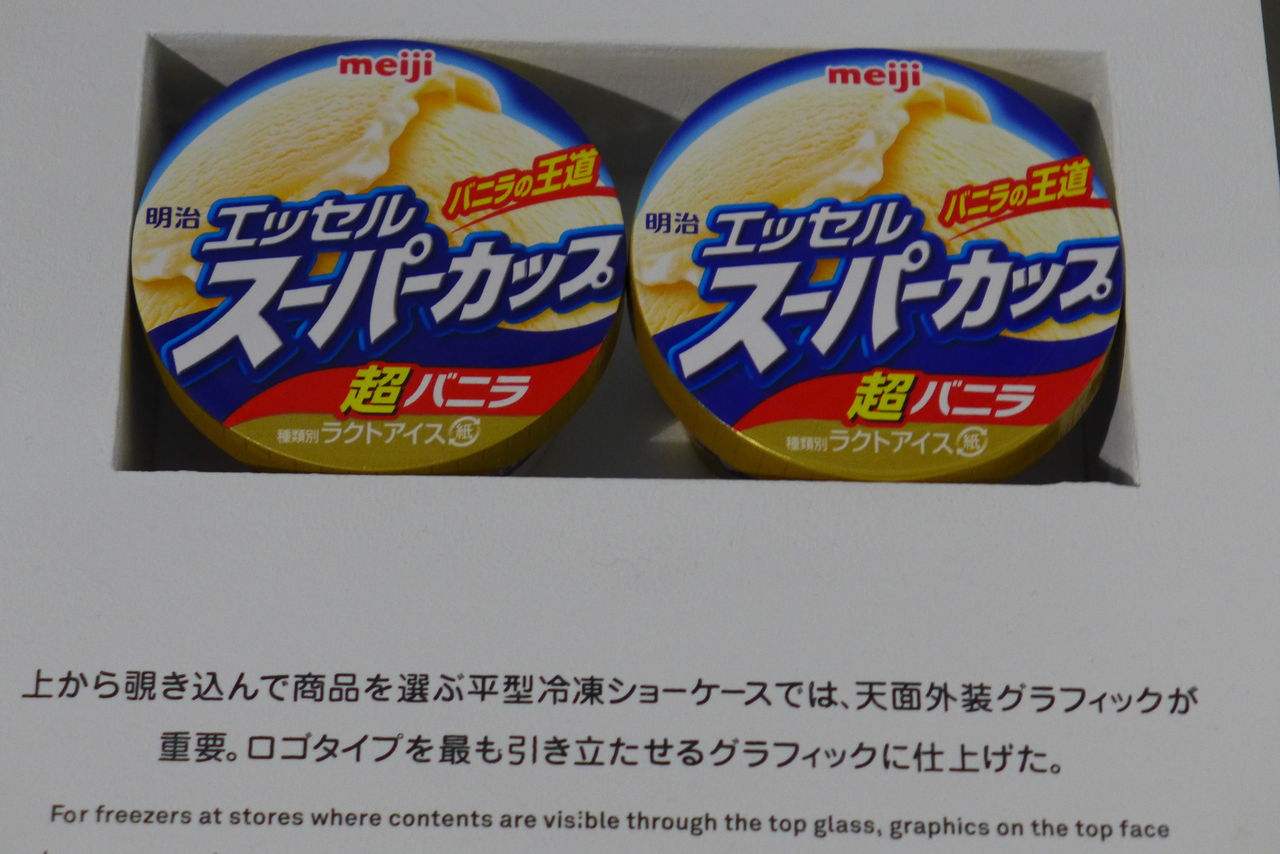 meiji
バニラの王道
明治 エッセル
スーパーカップ
超バニラ
種類別 ラクトアイス 紙
meiji
バニラの王道
明治 エッセル
スーパーカップ
超バニラ
種類別 ラクトアイス 紙
上から覗き込んで商品を選ぶ平型冷凍ショーケースでは、天面外装グラフィックが
重要。ロゴタイプを最も引き立たせるグラフィックに仕上げた。
For freezers at stores where contents are visible through the top glass, graphics on the top face